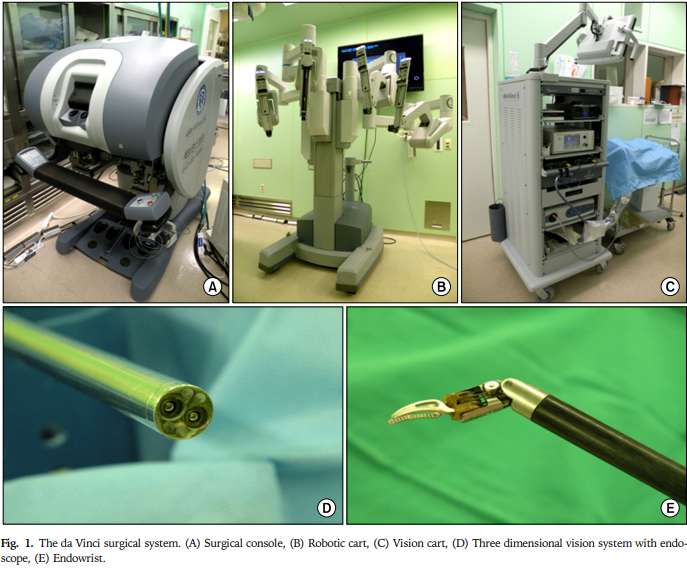 A
B
C
D
E
Fig. 1. The da Vinci surgical system. (A) Surgical console, (B) Robotic cart, (C) Vision cart, (D) Three dimensional vision system with endo-
scope, (E) Endowrist.